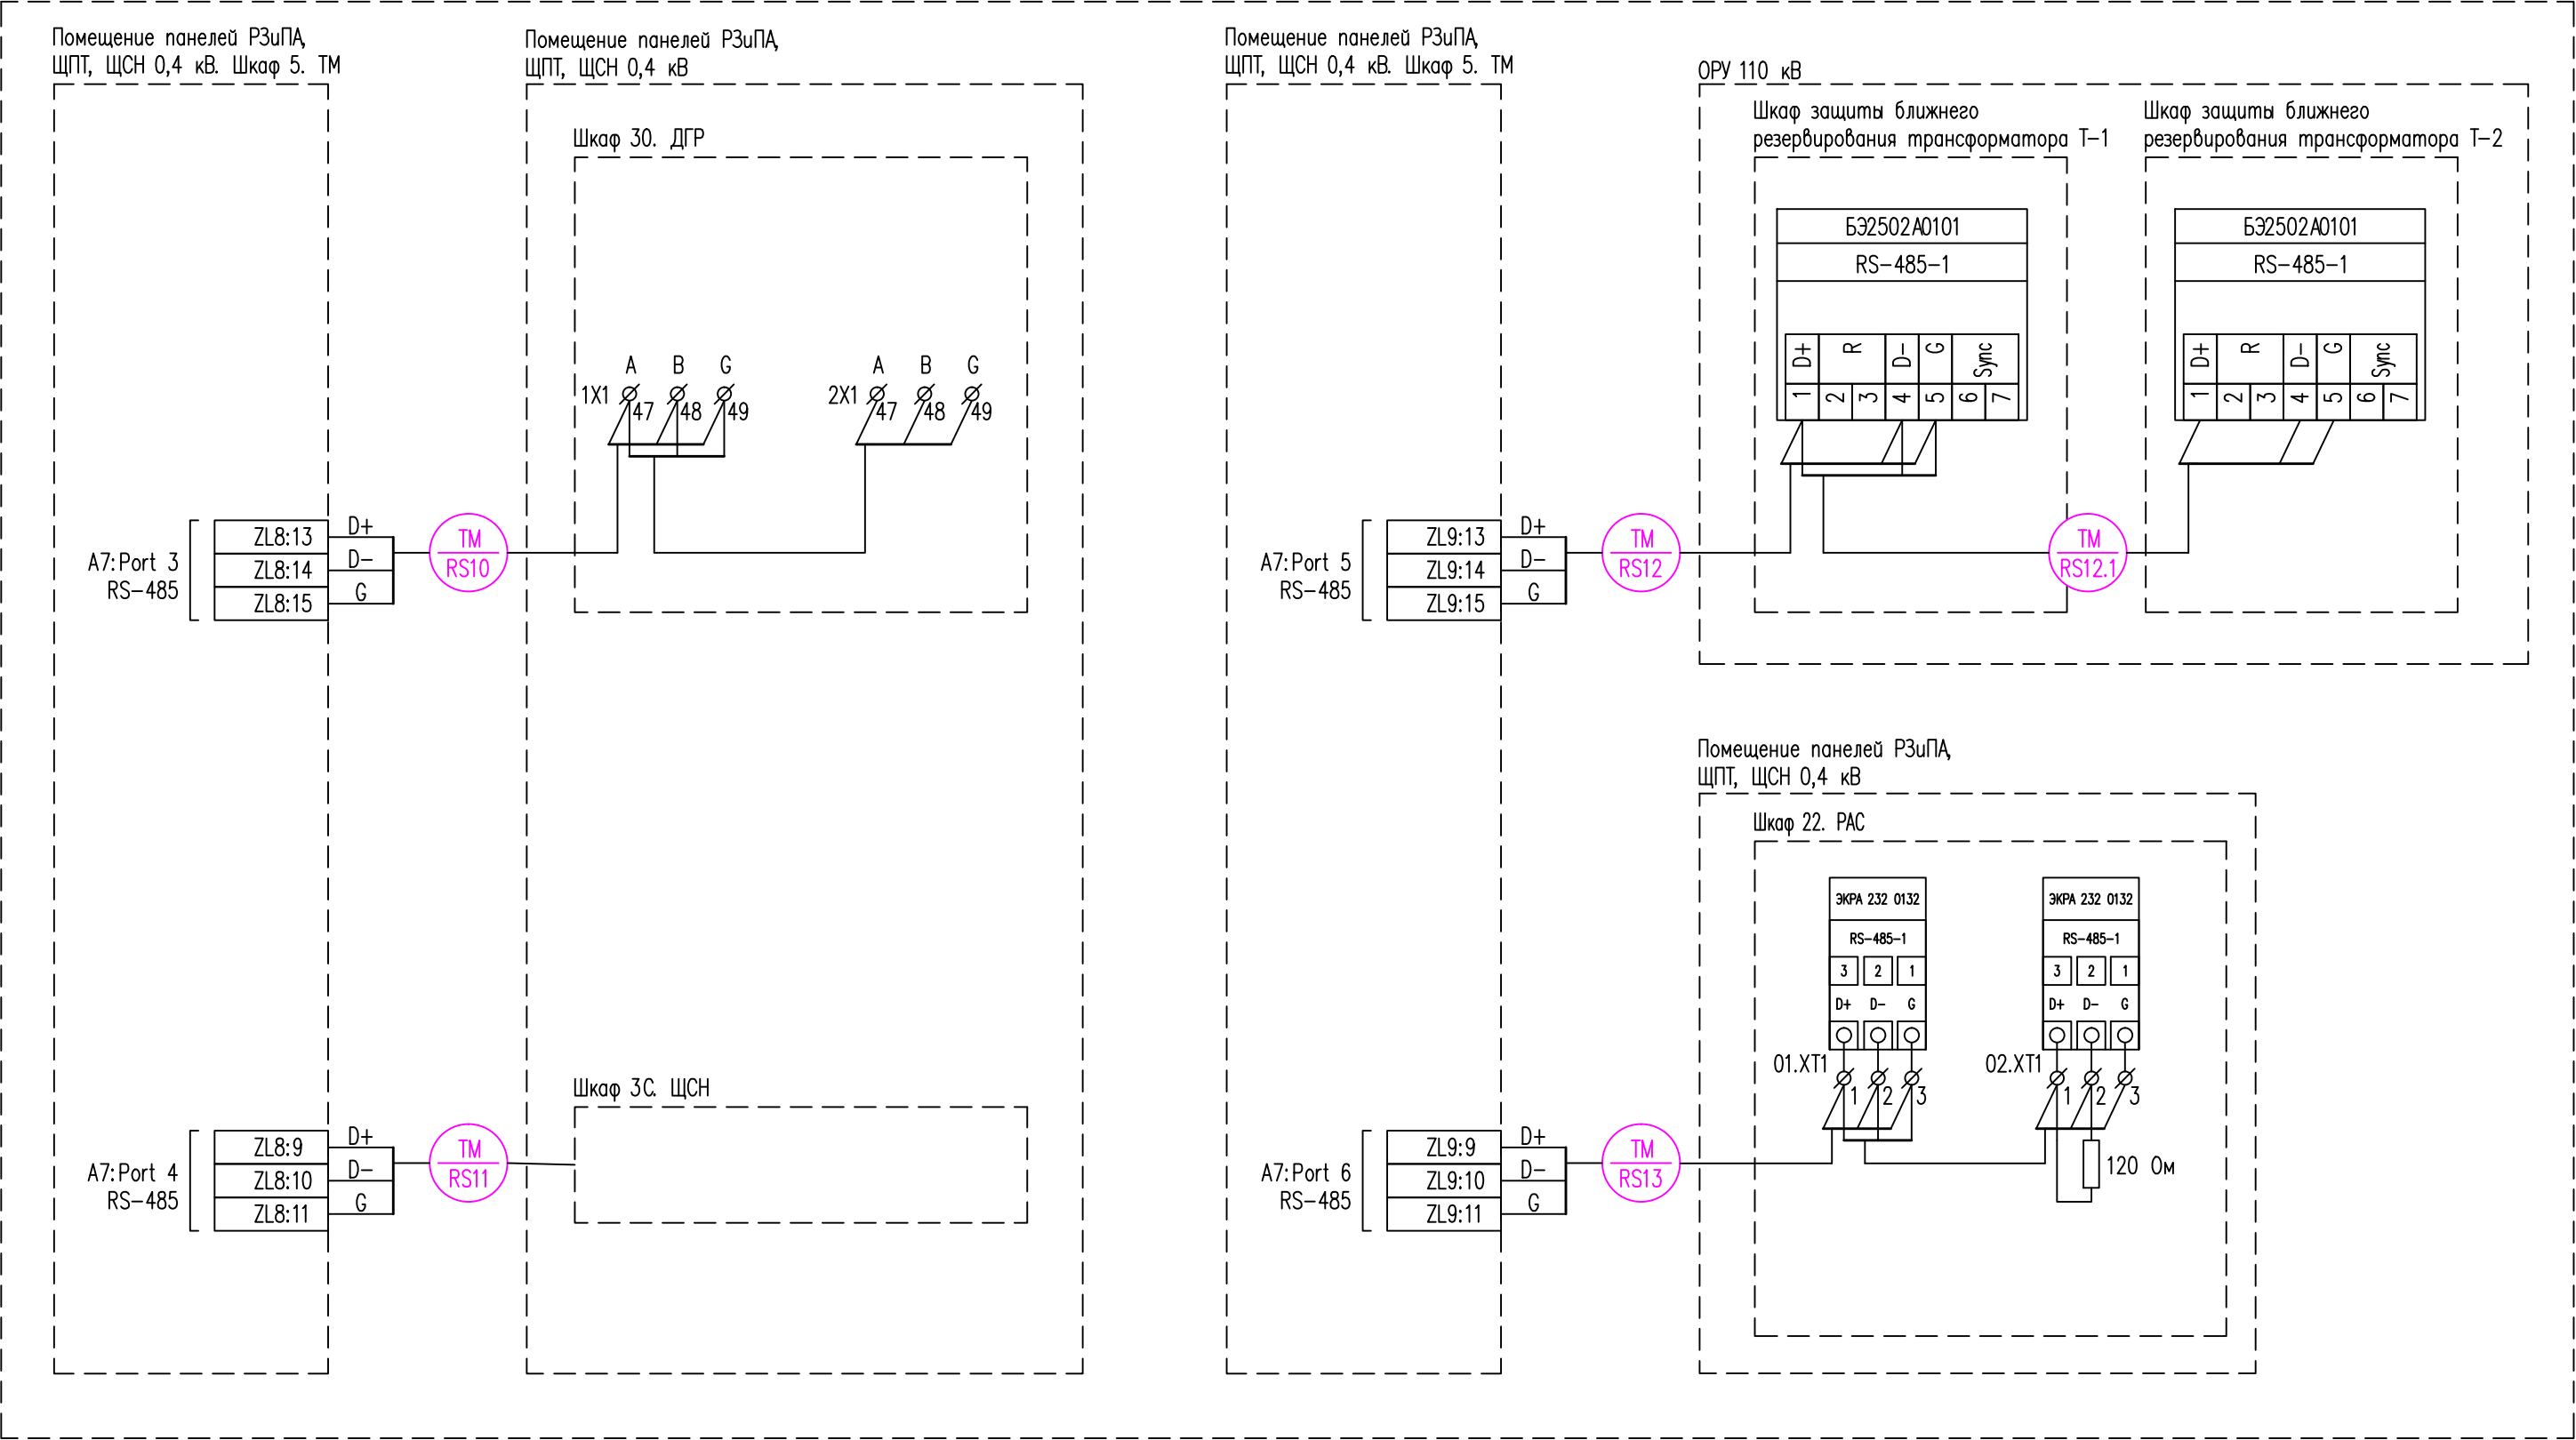 Помещение панелей РЗиПА,
ЩПТ, ЩСН 0,4 кВ. Шкаф 5. ТМ
A7:Port 3
RS-485
ZL8:13
ZL8:14
ZL8:15
D+
D-
G
ТМ
RS10
A7:Port 4
RS-485
ZL8:9
ZL8:10
ZL8:11
D+
D-
G
ТМ
RS11
Помещение панелей РЗиПА,
ЩПТ, ЩСН 0,4 кВ
Шкаф 30. ДГР
A B G
1X1
47 48 49
A B G
2X1
47 48 49
Шкаф 3С. ЩСН
Помещение панелей РЗиПА,
ЩПТ, ЩСН 0,4 кВ. Шкаф 5. ТМ
A7:Port 5
RS-485
ZL9:13
ZL9:14
ZL9:15
D+
D-
G
ТМ
RS12
A7:Port 6
RS-485
ZL9:9
ZL9:10
ZL9:11
D+
D-
G
ТМ
RS13
ОРУ 110 кВ
Шкаф защиты ближнего
резервирования трансформатора Т-1
БЭ2502А0101
RS-485-1
D+ R D- G Sync
1 2 3 4 5 6 7
ТМ
RS12.1
Шкаф защиты ближнего
резервирования трансформатора Т-2
БЭ2502А0101
RS-485-1
D+ R D- G Sync
1 2 3 4 5 6 7
Помещение панелей РЗиПА,
ЩПТ, ЩСН 0,4 кВ
Шкаф 22. РАС
ЭКРА 232 0132
RS-485-1
3 2 1
D+ D- G
01.XT1
1 2 3
ЭКРА 232 0132
RS-485-1
3 2 1
D+ D- G
02.XT1
1 2 3
120 Ом